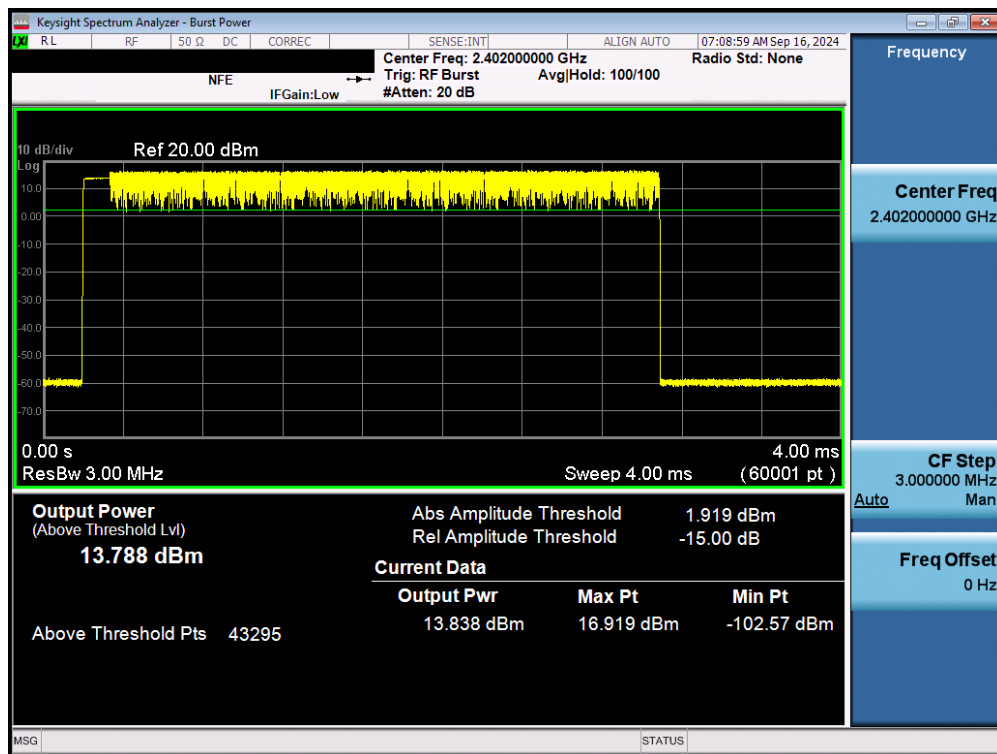 Keysight Spectrum Analyzer - Burst Power
LXI RL RF 50 Ω DC CORREC SENSE:INT ALIGN AUTO 07:08:59 AM Sep 16, 2024
Center Freq: 2.402000000 GHz Radio Std: None
NFE Trig: RF Burst Avg|Hold: 100/100
IFGain:Low #Atten: 20 dB
10 dB/div Ref 20.00 dBm
Log
10.0
0.00
-10.0
-20.0
-30.0
-40.0
-50.0
-60.0
-70.0
0.00 s 4.00 ms
ResBw 3.00 MHz Sweep 4.00 ms (60001 pt )
Output Power
(Above Threshold Lvl)
13.788 dBm
Above Threshold Pts 43295
Abs Amplitude Threshold 1.919 dBm
Rel Amplitude Threshold -15.00 dB
Current Data
Output Pwr Max Pt Min Pt
13.838 dBm 16.919 dBm -102.57 dBm
Frequency
Center Freq
2.402000000 GHz
CF Step
3.000000 MHz
Auto Man
Freq Offset
0 Hz
MSG STATUS